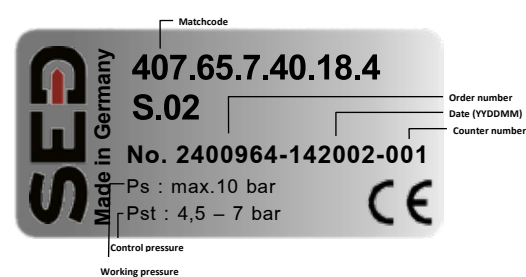 Matchcode
SED
Made in Germany
407.65.7.40.18.4
S.02
Order number
Date (YYDDMM)
Counter number
No. 2400964-142002-001
Ps : max.10 bar
Pst : 4,5 – 7 bar
CE
Control pressure
Working pressure